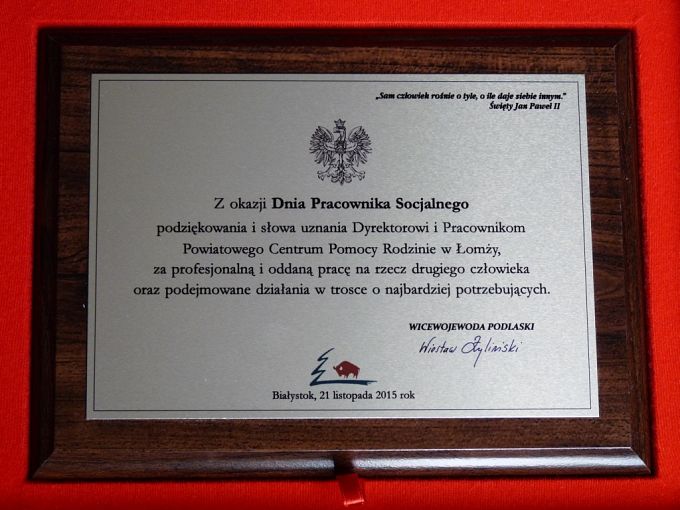 „Sam człowiek rośnie o tyle, o ile daje siebie innym.”
Święty Jan Paweł II
Z okazji Dnia Pracownika Socjalnego
podziękowania i słowa uznania Dyrektorowi i Pracownikom
Powiatowego Centrum Pomocy Rodzinie w Łomży,
za profesjonalną i oddaną pracę na rzecz drugiego człowieka
oraz podejmowane działania w trosce o najbardziej potrzebujących.
WICEWOJEWODA PODLASKI
Wiesław Żyliński
Białystok, 21 listopada 2015 rok